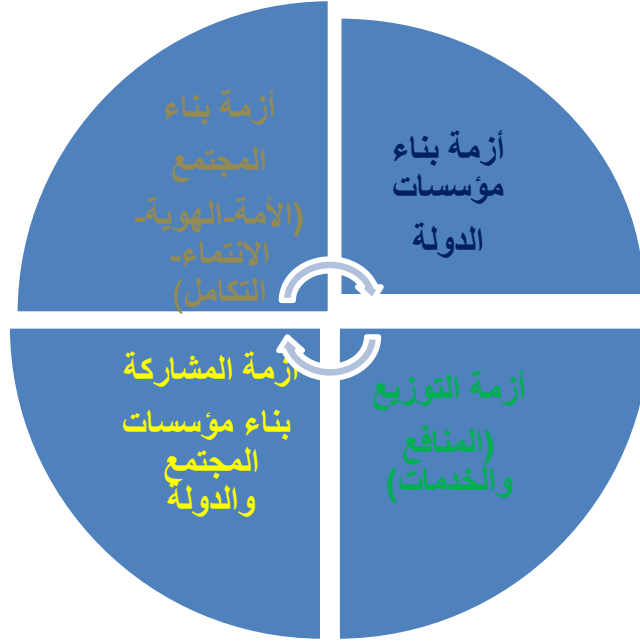 أزمة بناء
مؤسسات
الدولة
أزمة بناء
المجتمع
(الأمة-الهوية-
الانتماء-
التكامل)
أزمة التوزيع
(المنافع
والخدمات)
أزمة المشاركة
بناء مؤسسات
المجتمع
والدولة